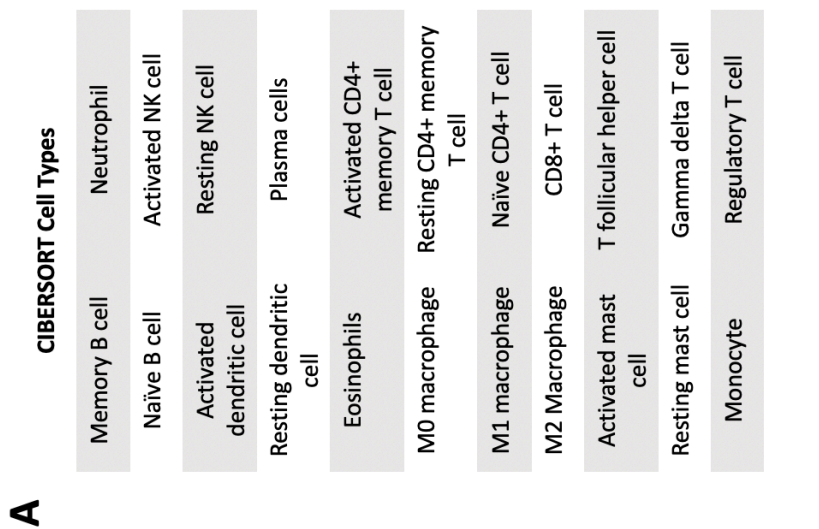 A
CIBERSORT Cell Types
Memory B cell
Neutrophil
Naïve B cell
Activated NK cell
Activated
dendritic cell
Resting NK cell
Resting dendritic
cell
Plasma cells
Eosinophils
Activated CD4+
memory T cell
M0 macrophage
Resting CD4+ memory
T cell
M1 macrophage
Naïve CD4+ T cell
M2 Macrophage
CD8+ T cell
Activated mast
cell
T follicular helper cell
Resting mast cell
Gamma delta T cell
Monocyte
Regulatory T cell